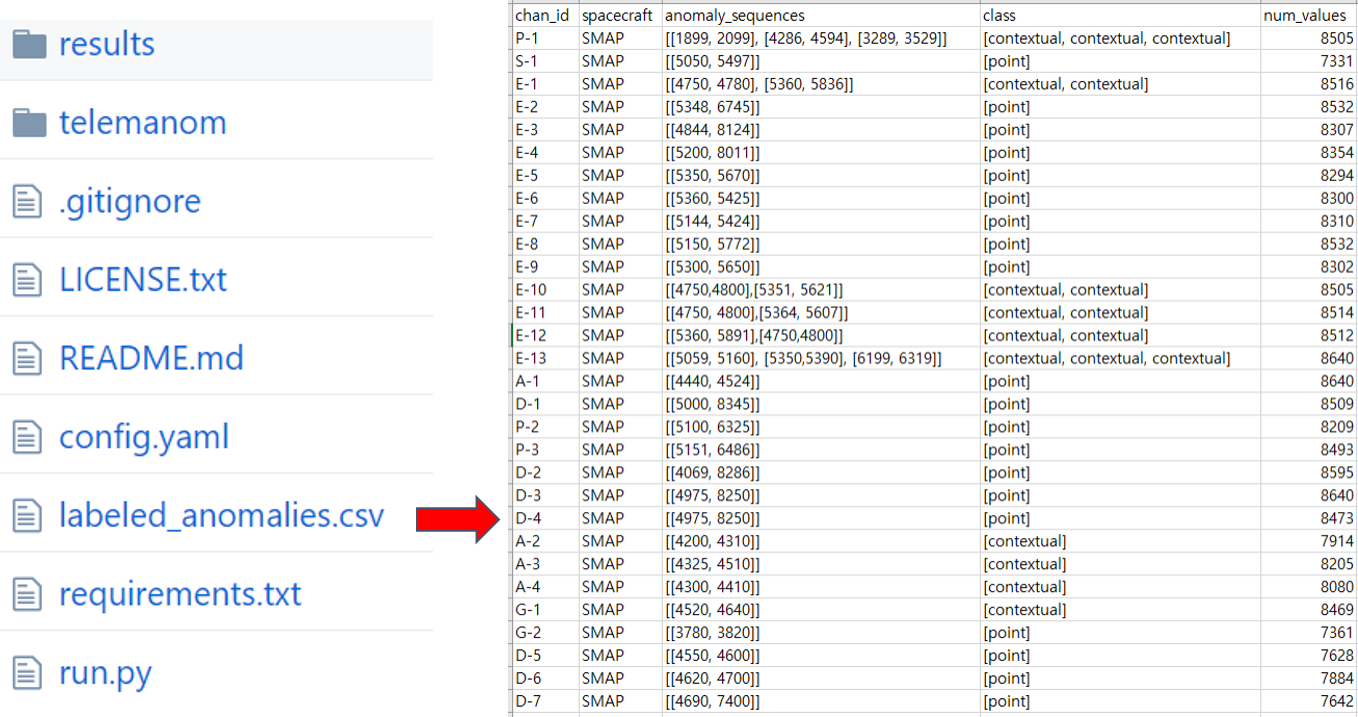 results
telemanom
.gitignore
LICENSE.txt
README.md
config.yaml
labeled_anomalies.csv
requirements.txt
run.py
chan_id spacecraft anomaly_sequences class num_values
P-1 SMAP [[1899, 2099], [4286, 4594], [3289, 3529]] [contextual, contextual, contextual] 8505
S-1 SMAP [[5050, 5497]] [point] 7331
E-1 SMAP [[4750, 4780], [5360, 5836]] [contextual, contextual] 8516
E-2 SMAP [[5348, 6745]] [point] 8532
E-3 SMAP [[4844, 8124]] [point] 8307
E-4 SMAP [[5200, 8011]] [point] 8354
E-5 SMAP [[5350, 5670]] [point] 8294
E-6 SMAP [[5360, 5425]] [point] 8300
E-7 SMAP [[5144, 5424]] [point] 8310
E-8 SMAP [[5150, 5772]] [point] 8532
E-9 SMAP [[5300, 5650]] [point] 8302
E-10 SMAP [[4750,4800],[5351, 5621]] [contextual, contextual] 8505
E-11 SMAP [[4750, 4800],[5364, 5607]] [contextual, contextual] 8514
E-12 SMAP [[5360, 5891],[4750,4800]] [contextual, contextual] 8512
E-13 SMAP [[5059, 5160], [5350,5390], [6199, 6319]] [contextual, contextual, contextual] 8640
A-1 SMAP [[4440, 4524]] [point] 8640
D-1 SMAP [[5000, 8345]] [point] 8509
P-2 SMAP [[5100, 6325]] [point] 8209
P-3 SMAP [[5151, 6486]] [point] 8493
D-2 SMAP [[4069, 8286]] [point] 8595
D-3 SMAP [[4975, 8250]] [point] 8640
D-4 SMAP [[4975, 8250]] [point] 8473
A-2 SMAP [[4200, 4310]] [contextual] 7914
A-3 SMAP [[4325, 4510]] [contextual] 8205
A-4 SMAP [[4300, 4410]] [contextual] 8080
G-1 SMAP [[4520, 4640]] [contextual] 8469
G-2 SMAP [[3780, 3820]] [point] 7361
D-5 SMAP [[4550, 4600]] [point] 7628
D-6 SMAP [[4620, 4700]] [point] 7884
D-7 SMAP [[4690, 7400]] [point] 7642